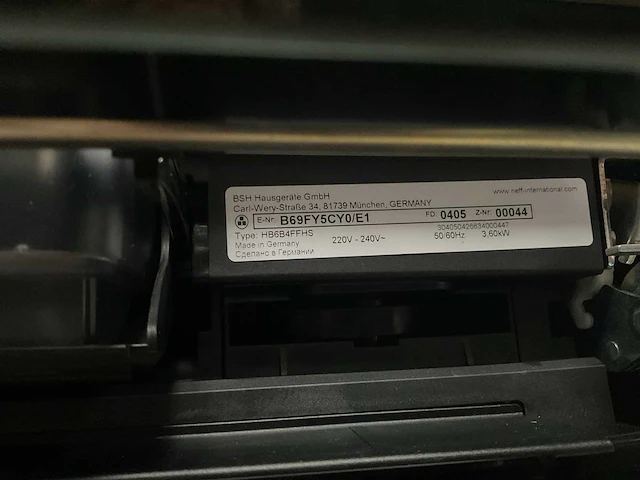 BSH Hausgeräte GmbH
www.neff-international.com
Carl-Wery-Straße 34, 81739 München, GERMANY
E-Nr. B69FY5CY0/E1 FD. 0405 Z-Nr. 00044
Type: HB6B4FFHS 304050426634000447
Made in Germany 220V - 240V~ 50/60Hz 3,60kW
Сделано в Германии